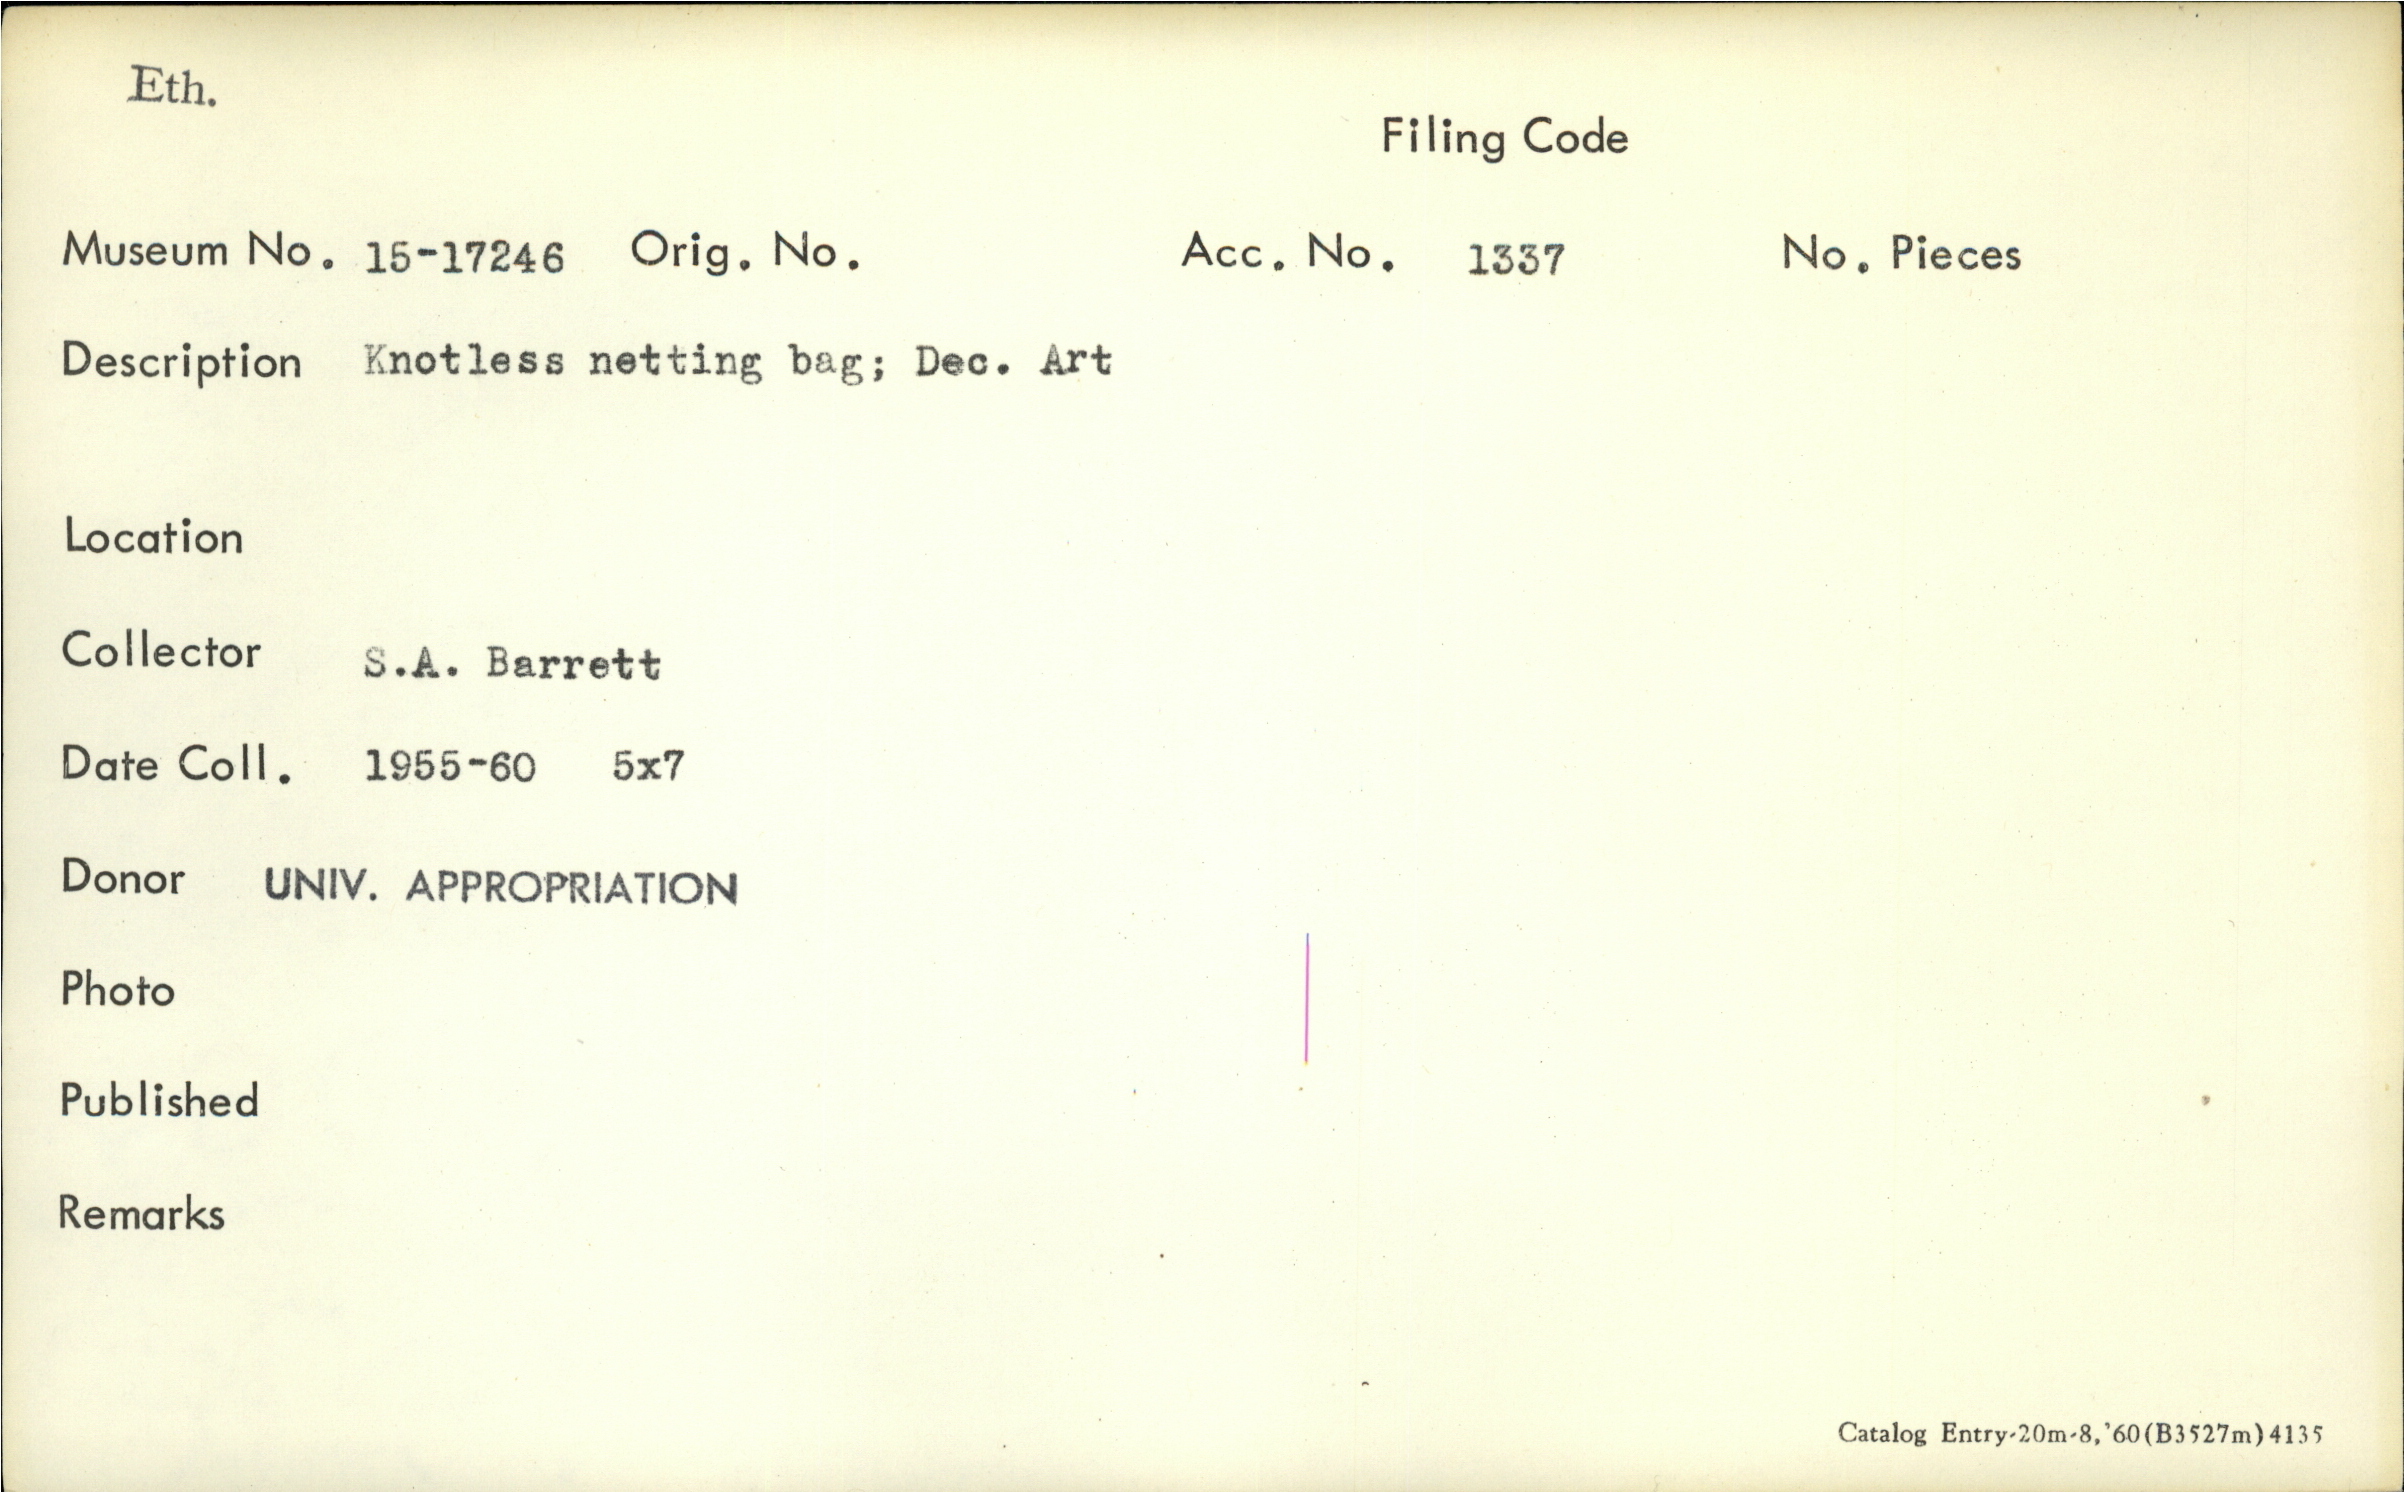 Eth.
Filing Code
Museum No. 15-17246 Orig. No. Acc. No. 1337 No. Pieces
Description Knotless netting bag; Dec. Art
Location
Collector S.A. Barrett
Date Coll. 1955-60 5x7
Donor UNIV. APPROPRIATION
Photo
Published
Remarks
Catalog Entry-20m-8,'60(B3527m)4135